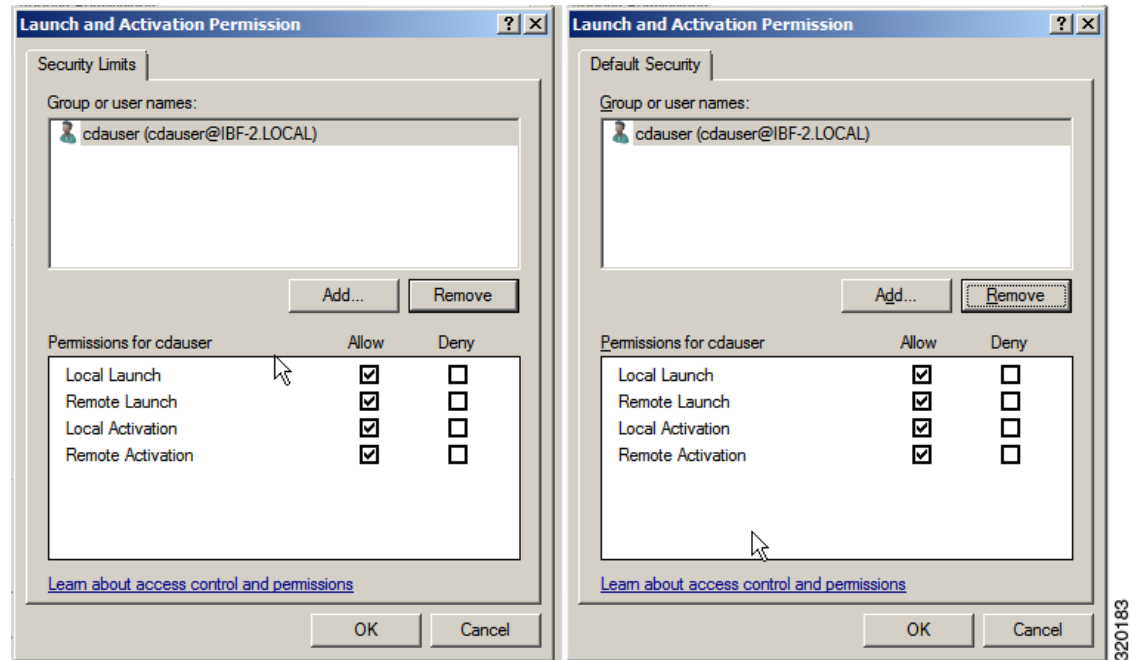 Launch and Activation Permission
Security Limits
Group or user names:
cdauser (cdauser@IBF-2.LOCAL)
Add...
Remove
Permissions for cdauser
Allow
Deny
Local Launch
Remote Launch
Local Activation
Remote Activation
Learn about access control and permissions
OK
Cancel
Launch and Activation Permission
Default Security
Group or user names:
cdauser (cdauser@IBF-2.LOCAL)
Add...
Remove
Permissions for cdauser
Allow
Deny
Local Launch
Remote Launch
Local Activation
Remote Activation
Learn about access control and permissions
OK
Cancel
320183